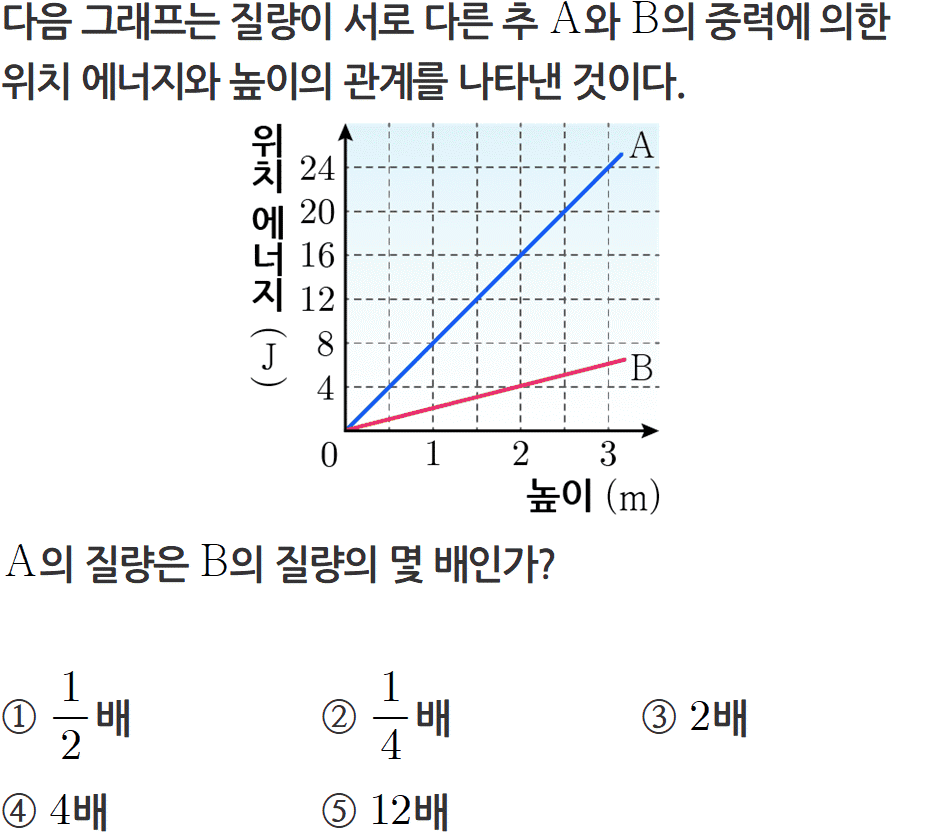 다음 그래프는 질량이 서로 다른 추 A와 B의 중력에 의한
위치 에너지와 높이의 관계를 나타낸 것이다.
위치 에너지 (J)
24
20
16
12
8
4
0
1
2
3
A
B
높이 (m)
A의 질량은 B의 질량의 몇 배인가?
① 1/2 배 ② 1/4 배 ③ 2배
④ 4배 ⑤ 12배